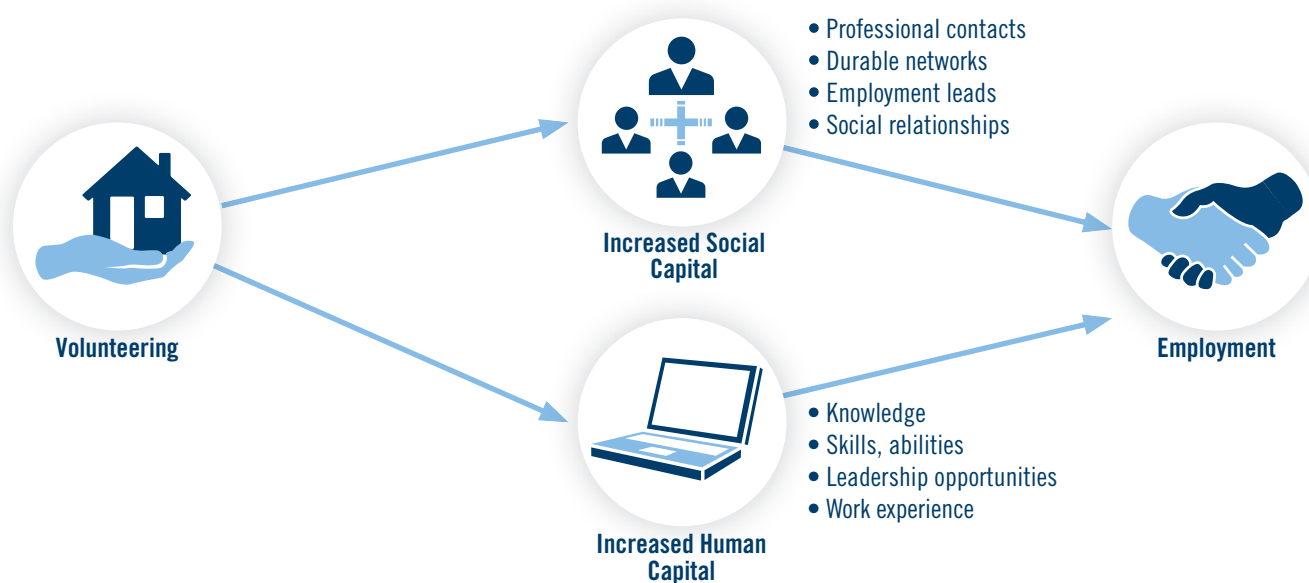 • Professional contacts
• Durable networks
• Employment leads
• Social relationships
Increased Social
Capital
Volunteering
Employment
• Knowledge
• Skills, abilities
• Leadership opportunities
• Work experience
Increased Human
Capital